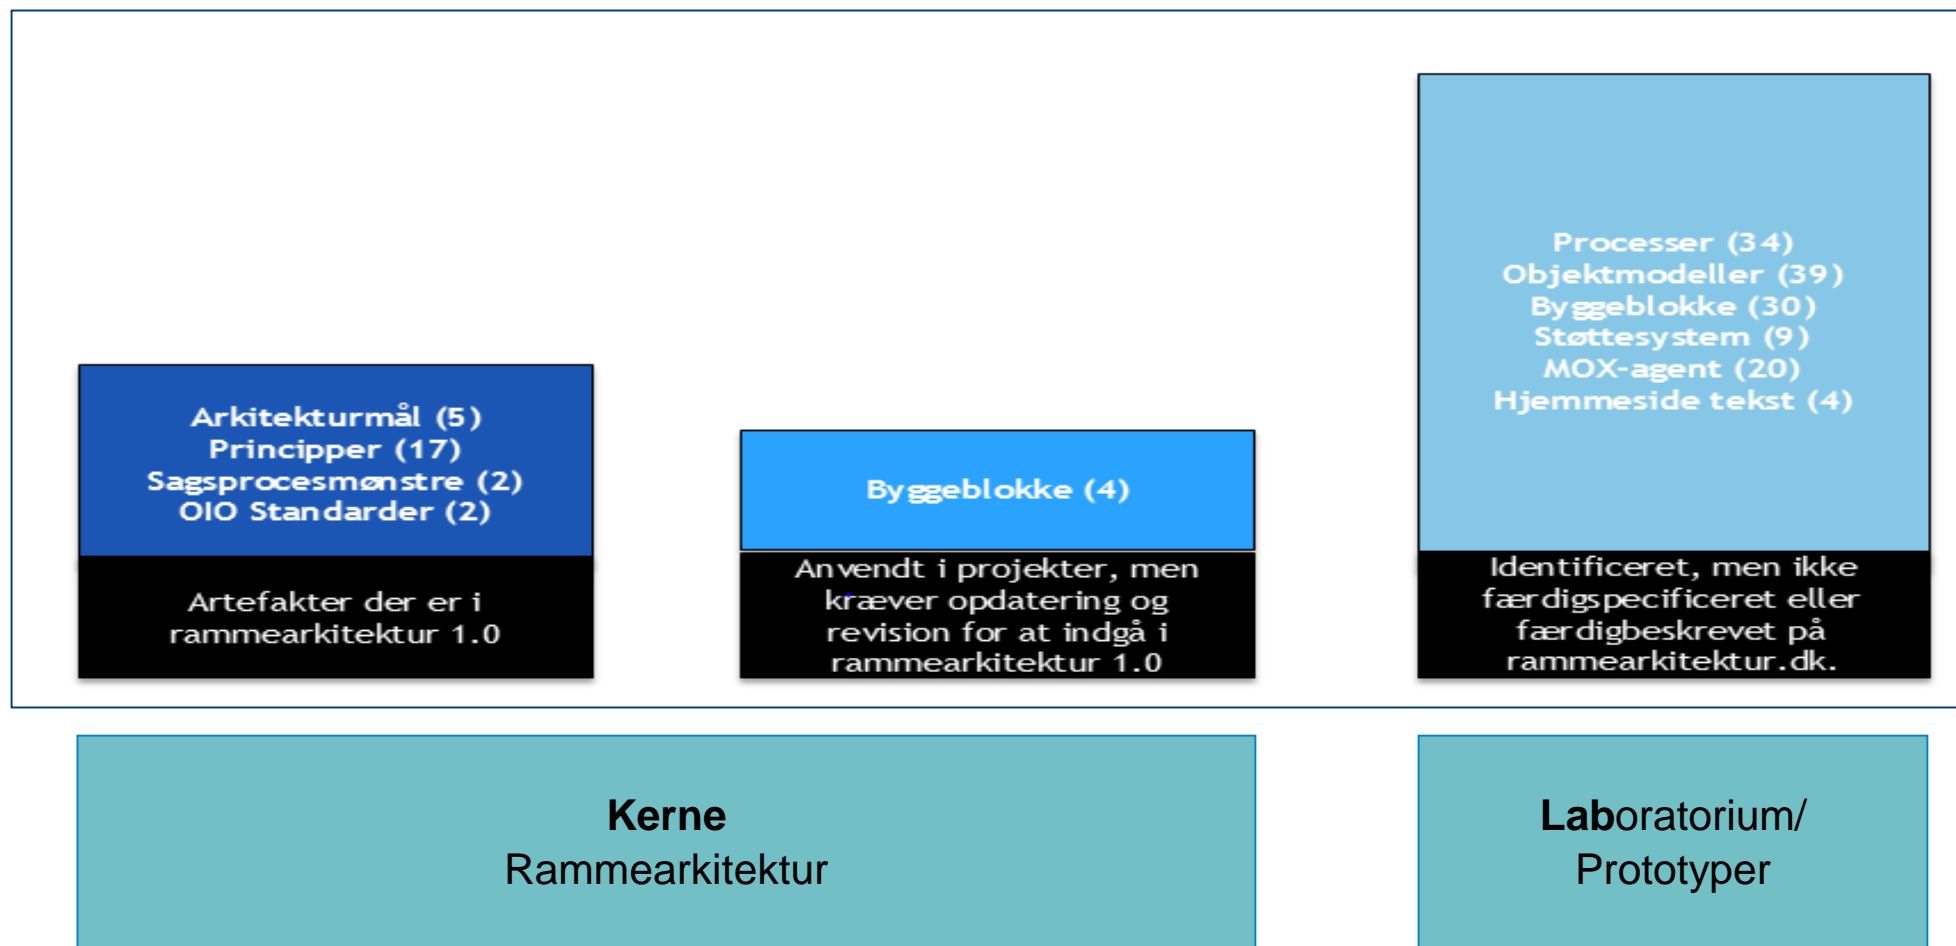 Arkitekturmål (5)
Principper (17)
Sagsprocesmønstre (2)
OIO Standarder (2)
Artefakter der er i
rammearkitektur 1.0
Byggeblokke (4)
Anvendt i projekter, men
kræver opdatering og
revision for at indgå i
rammearkitektur 1.0
Processer (34)
Objektmodeller (39)
Byggeblokke (30)
Støttesystem (9)
MOX-agent (20)
Hjemmeside tekst (4)
Identificeret, men ikke
færdigspecificeret eller
færdigbeskrevet på
rammearkitektur.dk.
Kerne
Rammearkitektur
Laboratorium/
Prototyper